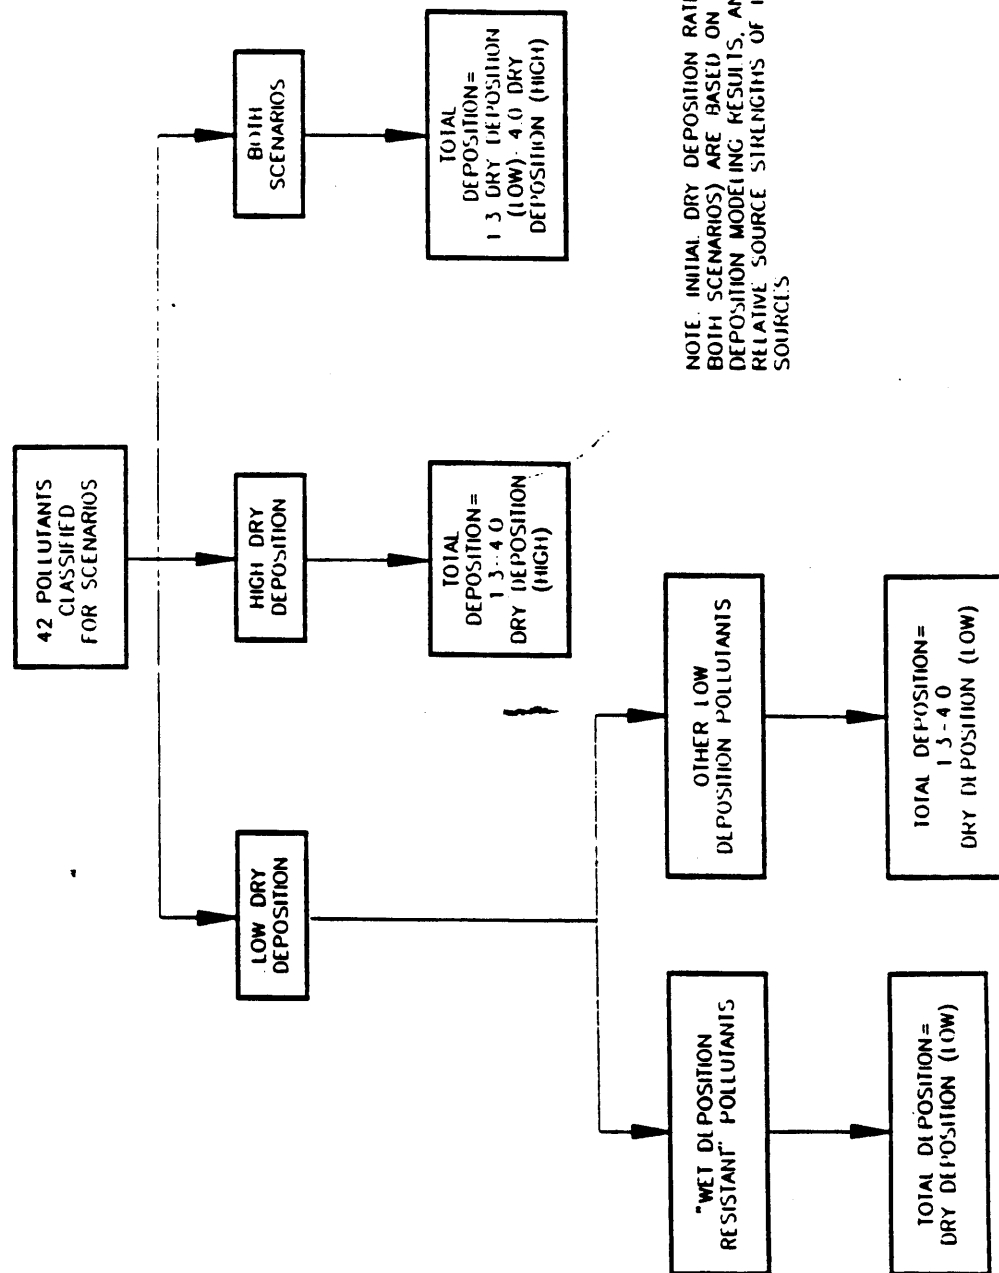 42 POLLUTANTS
CLASSIFIED
FOR SCENARIOS
LOW DRY
DEPOSITION
HIGH DRY
DEPOSITION
BOTH
SCENARIOS
TOTAL
DEPOSITION=
1 3 - 4 0
DRY DEPOSITION
(HIGH)
TOTAL
DEPOSITION=
1 3 DRY DEPOSITION
(LOW) - 4.0 DRY
DEPOSITION (HIGH)
"WET DEPOSITION
RESISTANT" POLLUTANTS
OTHER LOW
DEPOSITION POLLUTANTS
TOTAL DEPOSITION=
DRY DEPOSITION (LOW)
TOTAL DEPOSITION=
1 3 - 4 0
DRY DEPOSITION (LOW)
NOTE. INITIAL DRY DEPOSITION
BOTH SCENARIOS) ARE BASED ON
DEPOSITION MODELING RESULTS,
RELATIVE SOURCE STRENGTHS OF
SOURCES